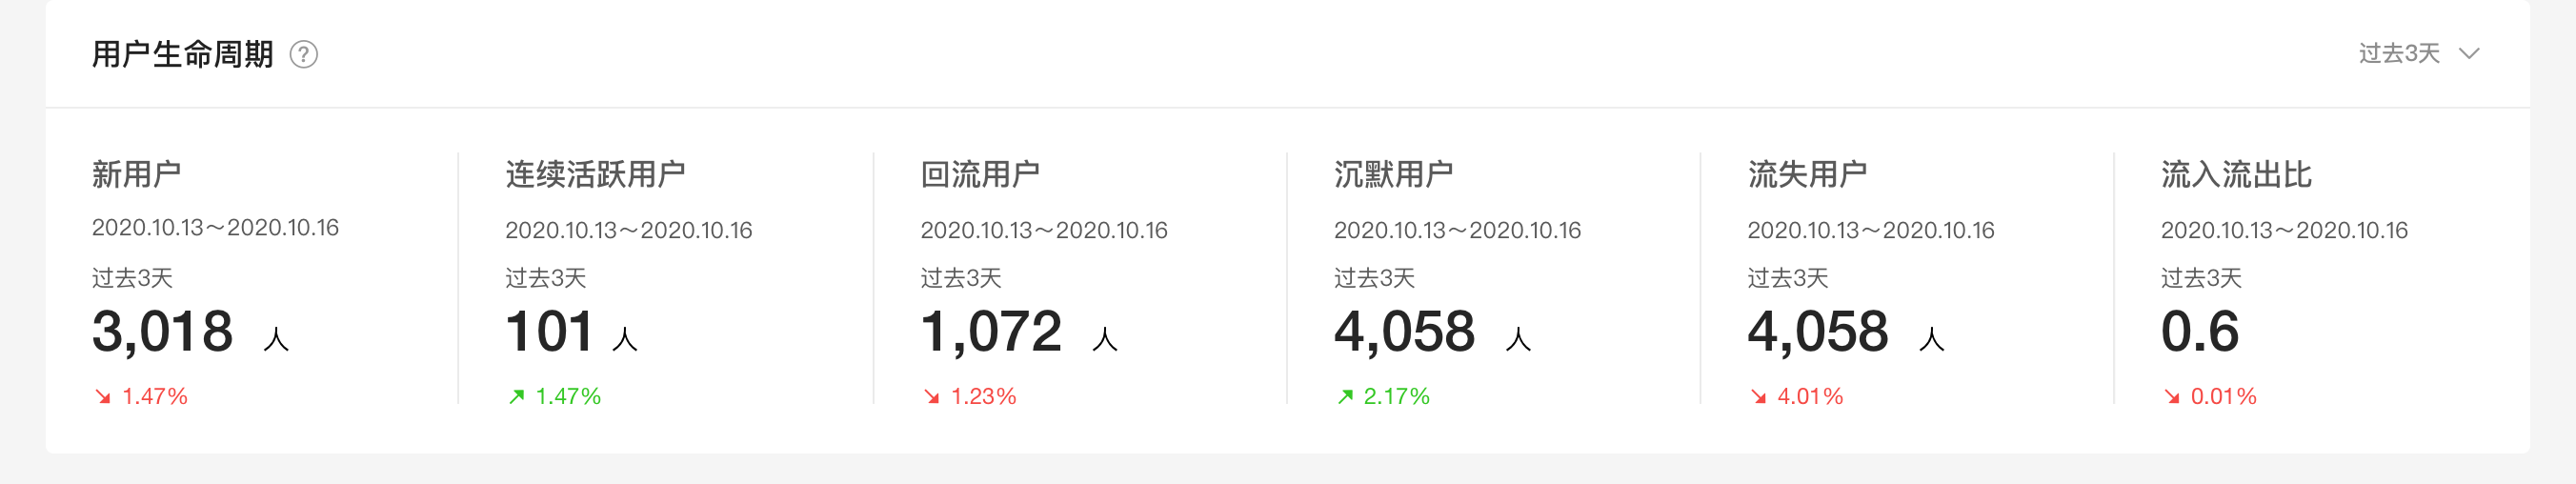 用户生命周期 ?
过去3天
新用户
2020.10.13～2020.10.16
过去3天
3,018 人
↘ 1.47%
连续活跃用户
2020.10.13～2020.10.16
过去3天
101 人
↗ 1.47%
回流用户
2020.10.13～2020.10.16
过去3天
1,072 人
↘ 1.23%
沉默用户
2020.10.13～2020.10.16
过去3天
4,058 人
↗ 2.17%
流失用户
2020.10.13～2020.10.16
过去3天
4,058 人
↘ 4.01%
流入流出比
2020.10.13～2020.10.16
过去3天
0.6
↘ 0.01%